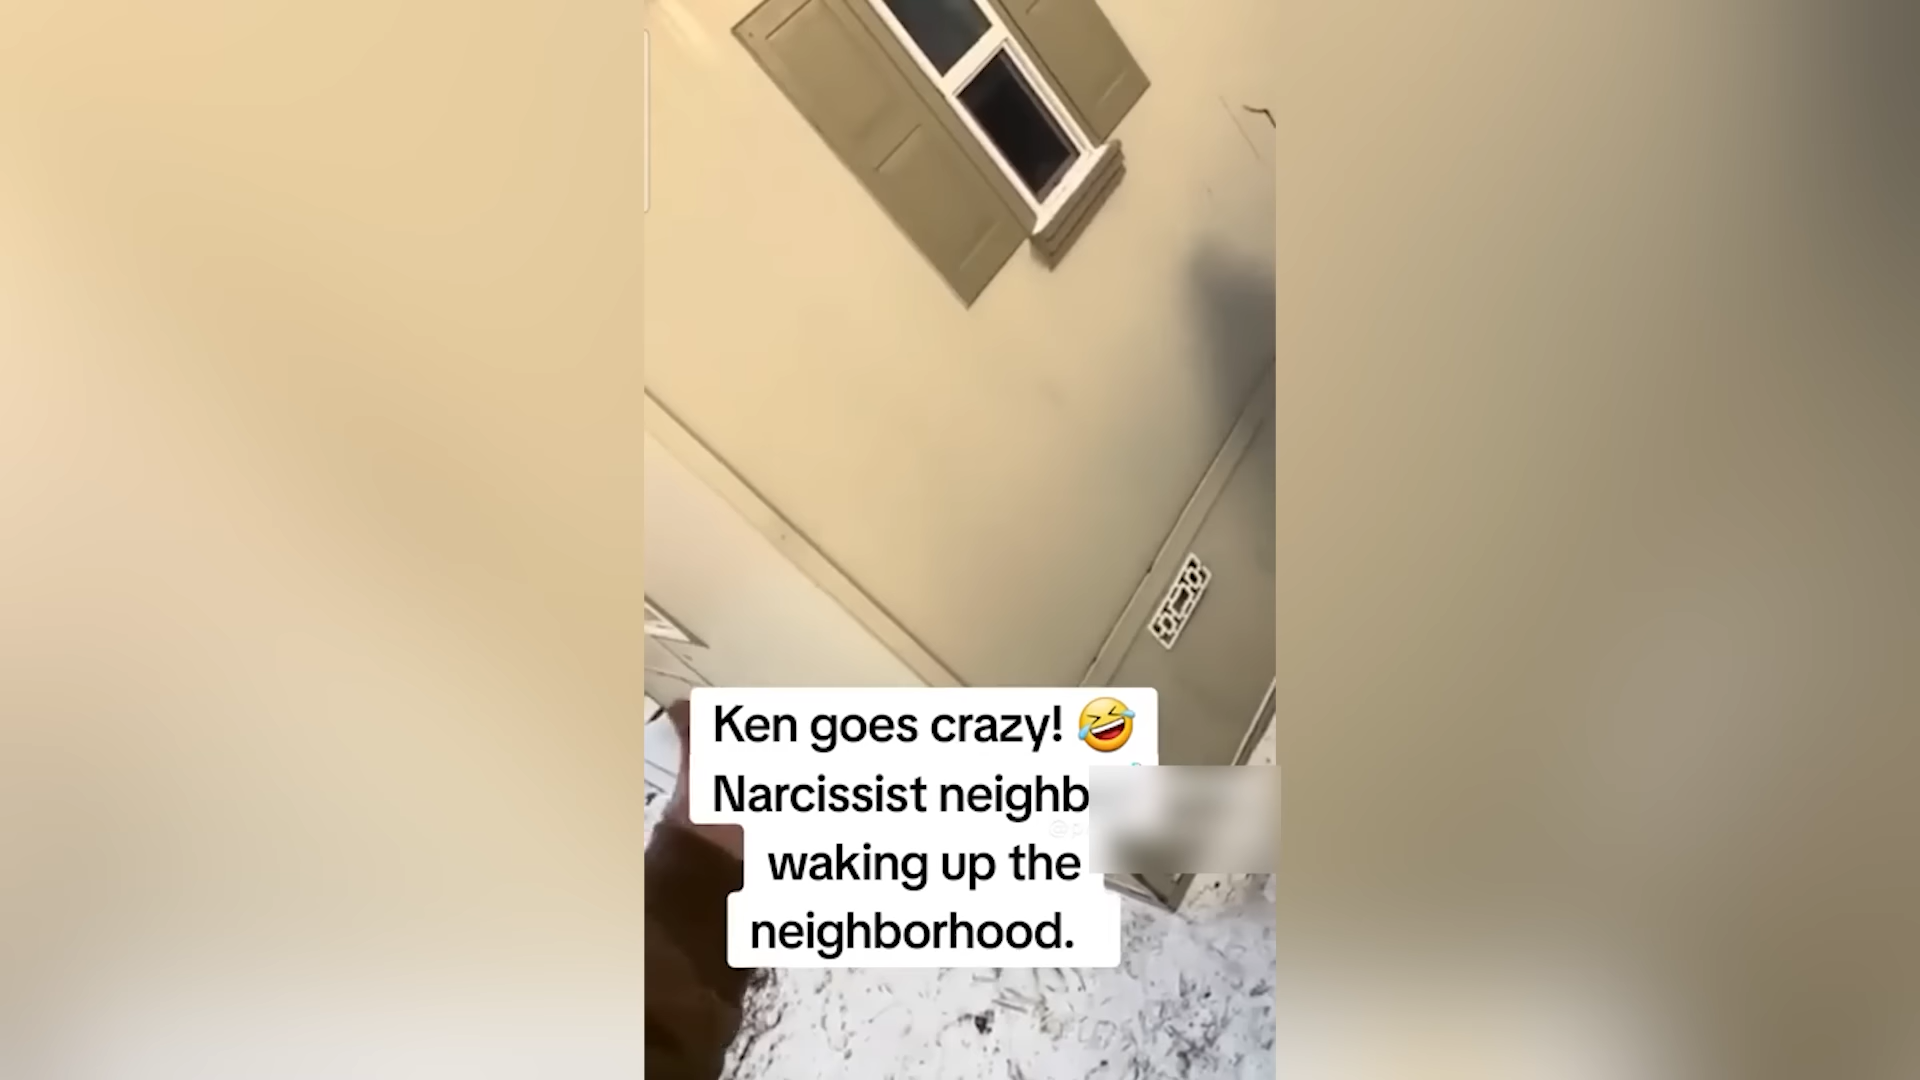 Ken goes crazy! 🤣
Narcissist neighb
waking up the
neighborhood.